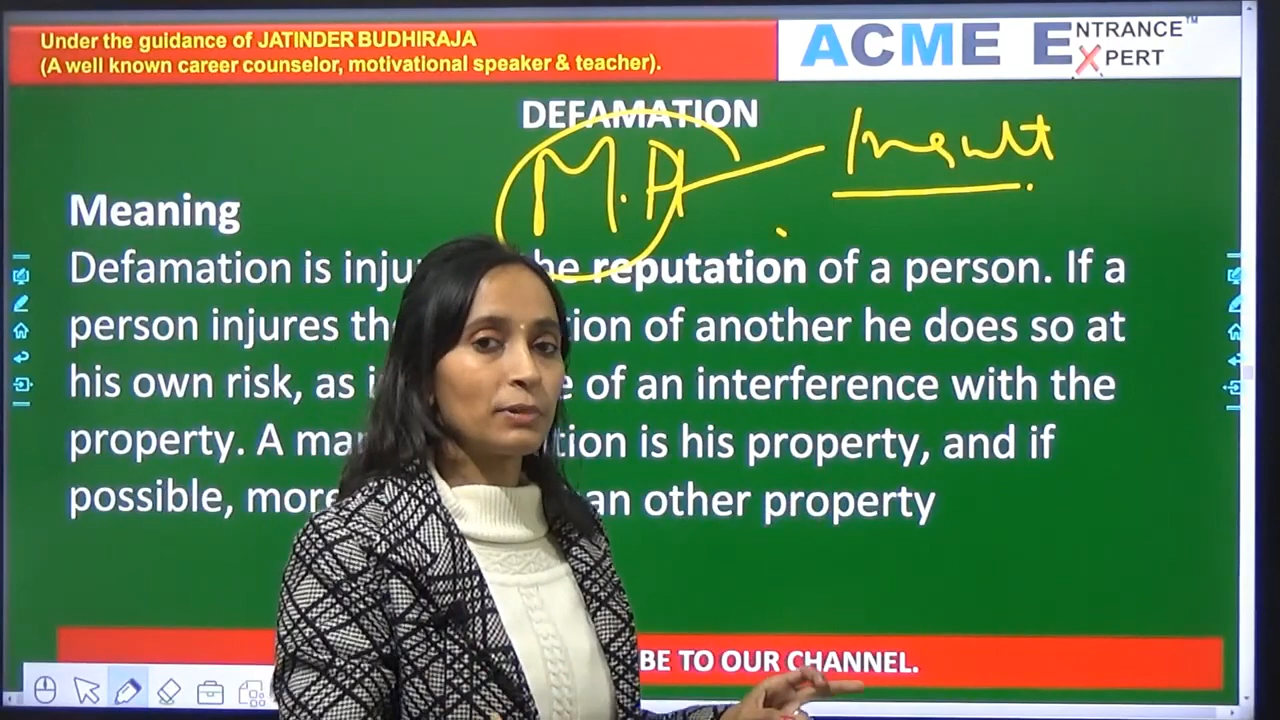 Under the guidance of JATINDER BUDHIRAJA
(A well known career counselor, motivational speaker & teacher).
ACME ENTRANCE EXPERT™
DEFAMATION
M.P
Insult
Meaning
Defamation is inju he reputation of a person. If a
person injures th tion of another he does so at
his own risk, as i e of an interference with the
property. A ma tion is his property, and if
possible, more an other property
BE TO OUR CHANNEL.